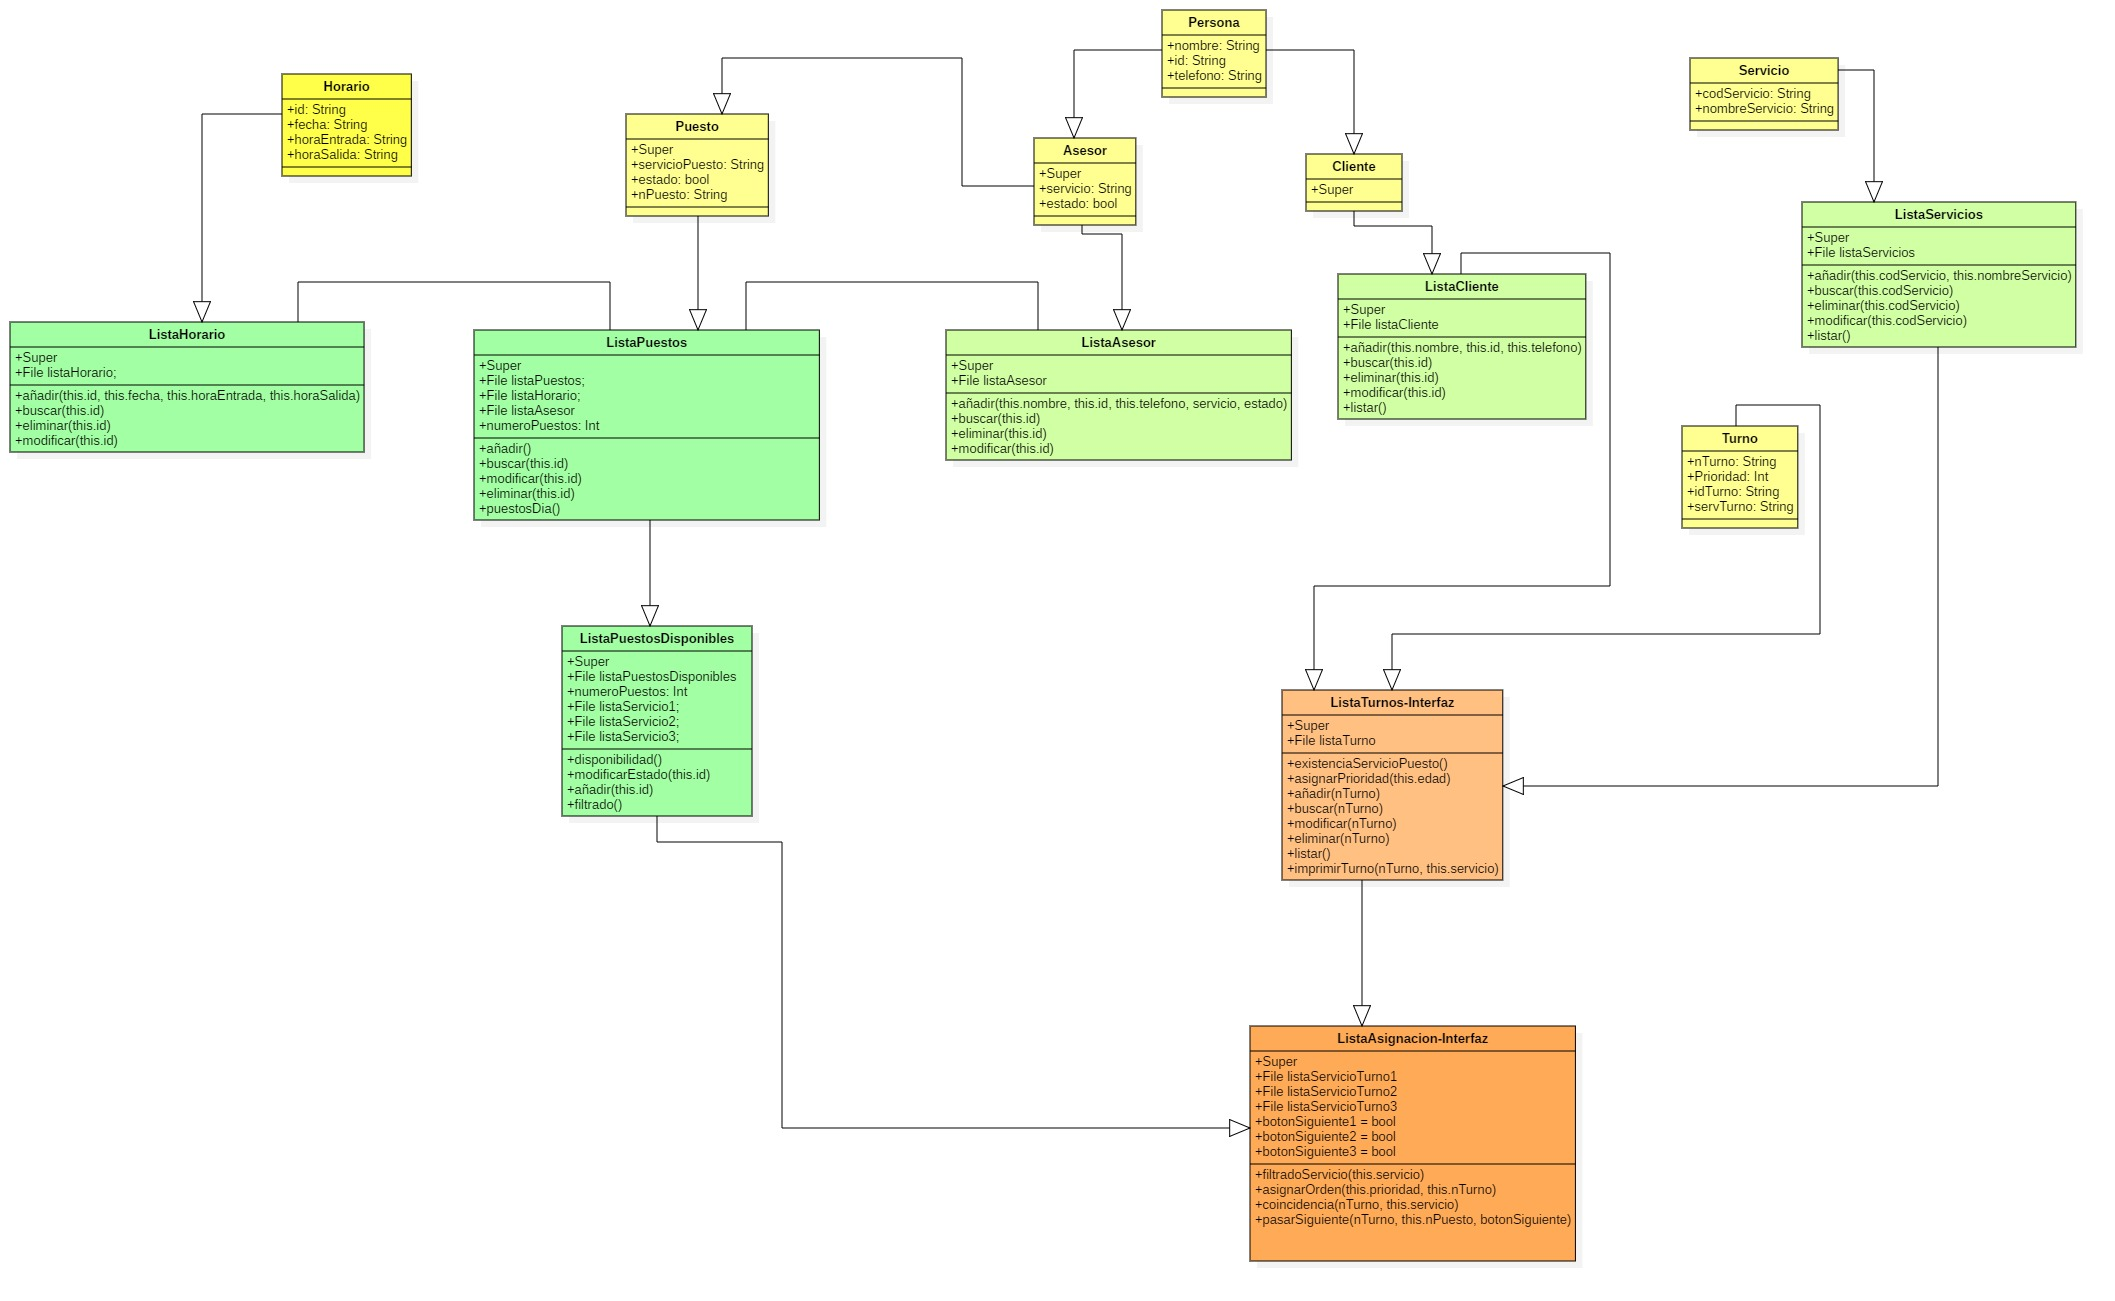 Persona
+nombre: String
+id: String
+telefono: String
Servicio
+codServicio: String
+nombreServicio: String
Horario
+id: String
+fecha: String
+horaEntrada: String
+horaSalida: String
Puesto
+Super
+servicioPuesto: String
+estado: bool
+nPuesto: String
Asesor
+Super
+servicio: String
+estado: bool
Cliente
+Super
ListaServicios
+Super
+File listaServicios
+añadir(this.codServicio, this.nombreServicio)
+buscar(this.codServicio)
+eliminar(this.codServicio)
+modificar(this.codServicio)
+listar()
ListaCliente
+Super
+File listaCliente
+añadir(this.nombre, this.id, this.telefono)
+buscar(this.id)
+eliminar(this.id)
+modificar(this.id)
+listar()
ListaHorario
+Super
+File listaHorario;
+añadir(this.id, this.fecha, this.horaEntrada, this.horaSalida)
+buscar(this.id)
+eliminar(this.id)
+modificar(this.id)
ListaPuestos
+Super
+File listaPuestos;
+File listaHorario;
+File listaAsesor
+numeroPuestos: Int
+añadir()
+buscar(this.id)
+modificar(this.id)
+eliminar(this.id)
+puestosDia()
ListaAsesor
+Super
+File listaAsesor
+añadir(this.nombre, this.id, this.telefono, servicio, estado)
+buscar(this.id)
+eliminar(this.id)
+modificar(this.id)
Turno
+nTurno: String
+Prioridad: Int
+idTurno: String
+servTurno: String
ListaPuestosDisponibles
+Super
+File listaPuestosDisponibles
+numeroPuestos: Int
+File listaServicio1;
+File listaServicio2;
+File listaServicio3;
+disponibilidad()
+modificarEstado(this.id)
+añadir(this.id)
+filtrado()
ListaTurnos-Interfaz
+Super
+File listaTurno
+existenciaServicioPuesto()
+asignarPrioridad(this.edad)
+añadir(nTurno)
+buscar(nTurno)
+modificar(nTurno)
+eliminar(nTurno)
+listar()
+imprimirTurno(nTurno, this.servicio)
ListaAsignacion-Interfaz
+Super
+File listaServicioTurno1
+File listaServicioTurno2
+File listaServicioTurno3
+botonSiguiente1 = bool
+botonSiguiente2 = bool
+botonSiguiente3 = bool
+filtradoServicio(this.servicio)
+asignarOrden(this.prioridad, this.nTurno)
+coincidencia(nTurno, this.servicio)
+pasarSiguiente(nTurno, this.nPuesto, botonSiguiente)